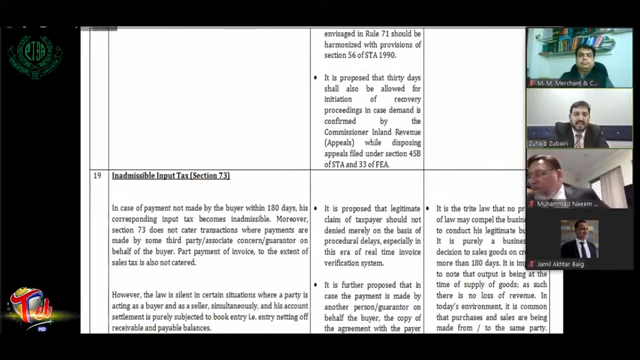 PTBA
envisaged in Rule 71 should be
harmonized with provisions of
section 56 of STA 1990.
It is proposed that thirty days
shall also be allowed for
initiation of recovery
proceedings in case demand is
confirmed by the
Commissioner Inland Revenue
(Appeals) while disposing
appeals filed under section 45B
of STA and 33 of FEA.
19
Inadmissible Input Tax (Section 73)
In case of payment not made by the buyer within 180 days, his
corresponding input tax becomes inadmissible. Moreover,
section 73 does not cater transactions where payments are
made by some third party/associate concern/guarantor on
behalf of the buyer. Part payment of invoice, to the extent of
sales tax is also not catered.
However, the law is silent in certain situations where a party is
acting as a buyer and as a seller, simultaneously, and his account
settlement is purely subjected to book entry i.e. entry netting off
receivable and payable balances.
It is proposed that legitimate
claim of taxpayer should not
denied merely on the basis of
procedural delays, especially in
this era of real time invoice
verification system.
It is further proposed that in
case the payment is made by
another person/guarantor on
behalf the buyer, the copy of
the agreement with the payer
It is the trite law that no pr
of law may compel the busin
to conduct his legitimate bu
It is purely a busines
decision to sales goods on cr
more than 180 days. It is im
to note that output is being at the
time of supply of goods; as such
there is no loss of revenue. In
today's environment, it is common
that purchases and sales are being
made from / to the same party.
M. M. Merchant & C...
Zuhaib Zubairi
Muhammad Naeem
Jamil Akhtar Baig
HD